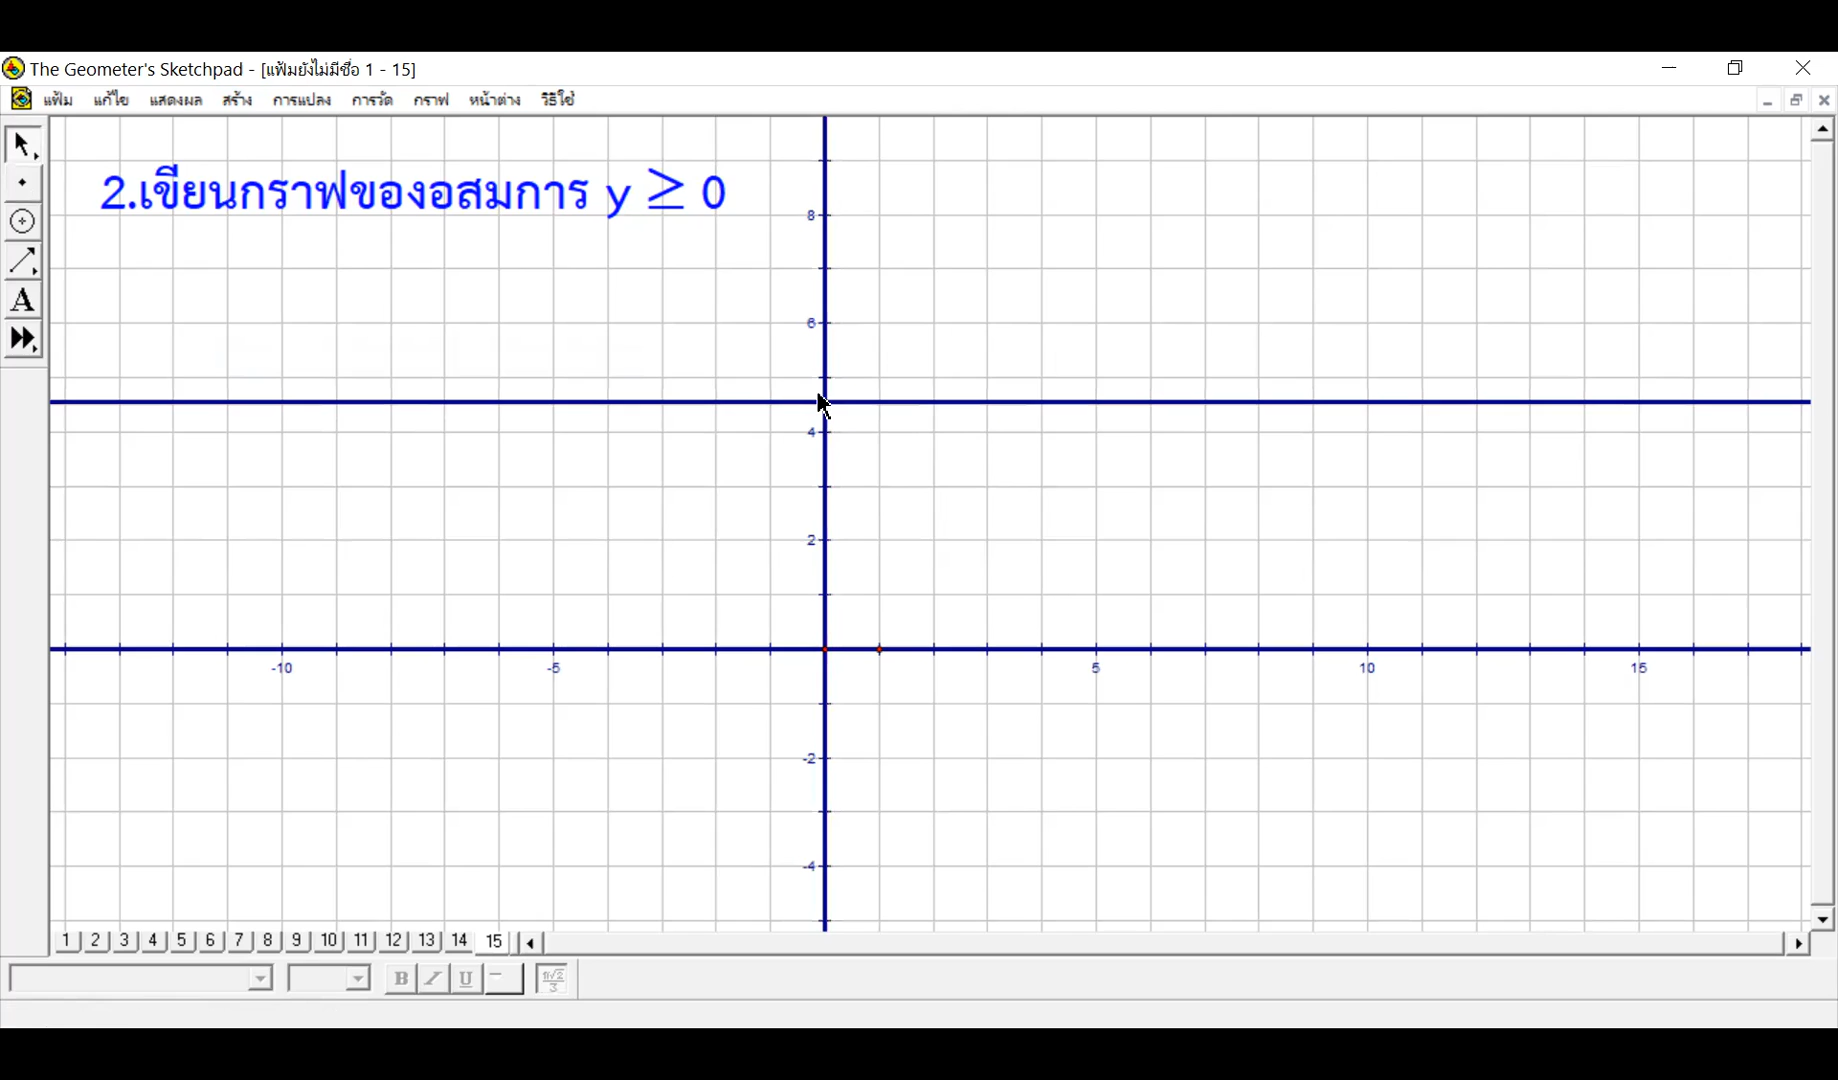 The Geometer's Sketchpad - [แฟ้มยังไม่มีชื่อ 1 - 15]
แฟ้ม แก้ไข แสดงผล สร้าง การแปลง การวัด กราฟ หน้าต่าง วิธีใช้
2.เขียนกราฟของอสมการ y ≥ 0
8
6
4
2
-10 -5 5 10 15
-2
-4
A
1 2 3 4 5 6 7 8 9 10 11 12 13 14 15
B I U